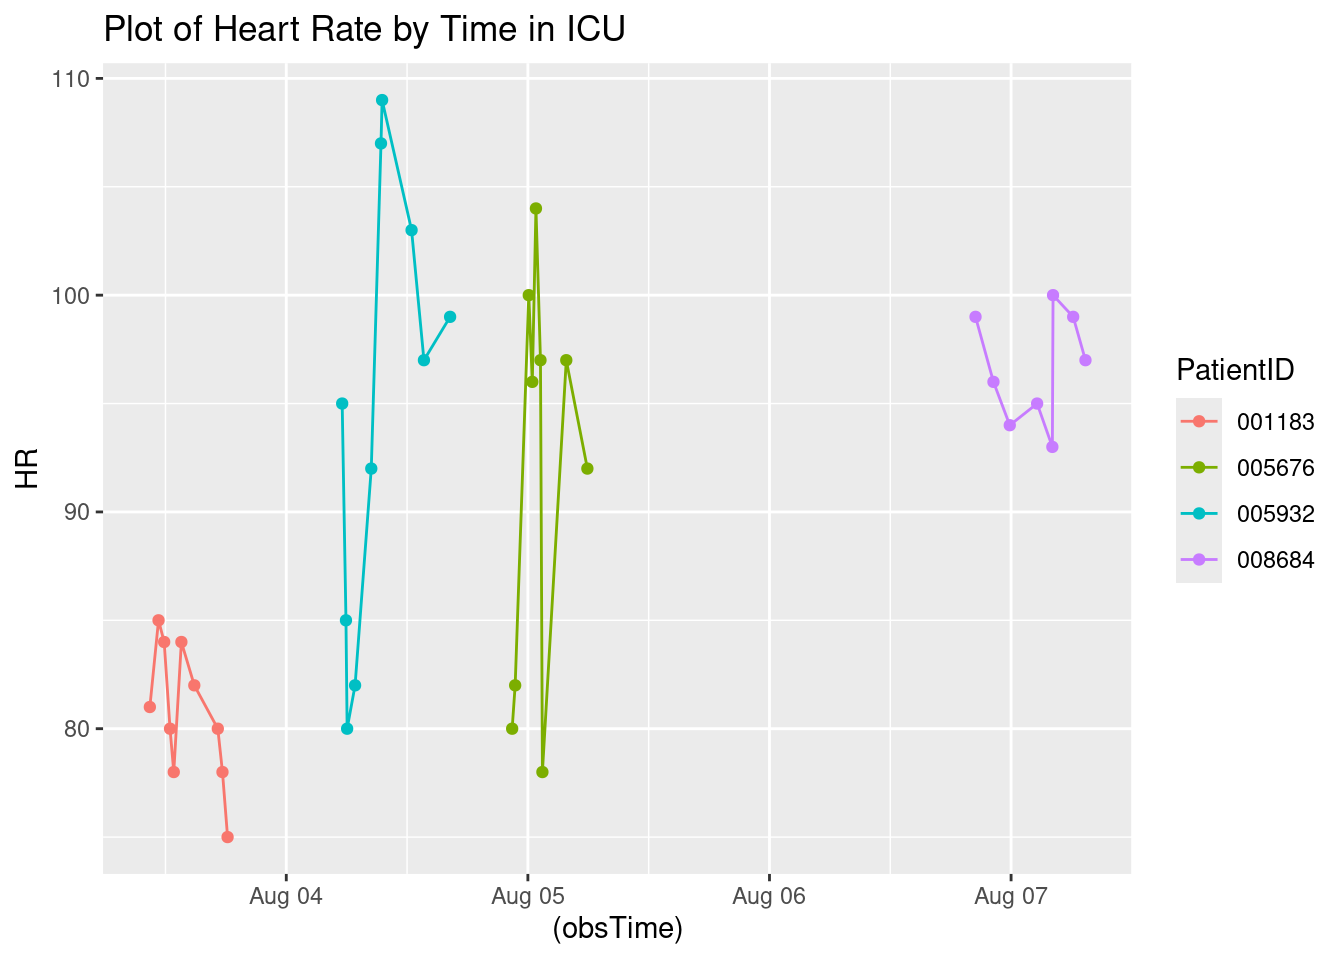 Plot of Heart Rate by Time in ICU
110
100
90
80
HR
Aug 04
Aug 05
Aug 06
Aug 07
(obsTime)
PatientID
001183
005676
005932
008684